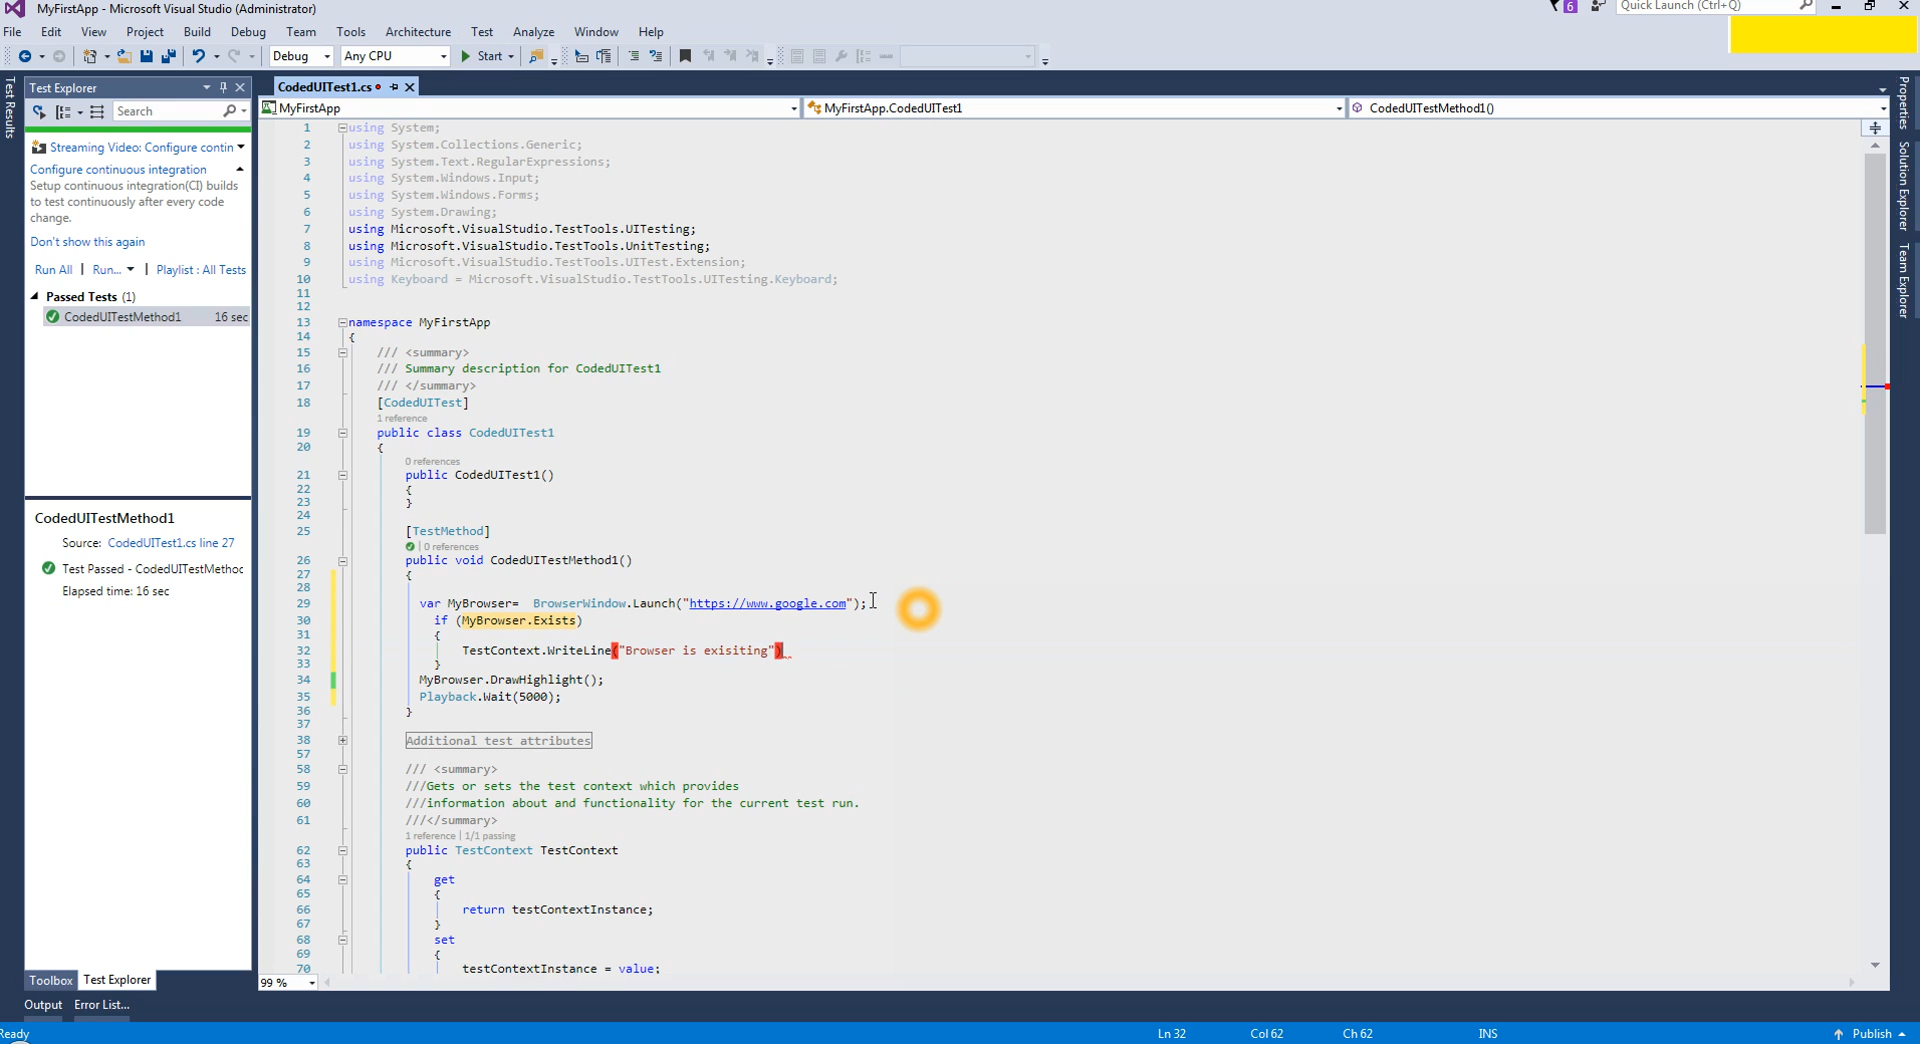 MyFirstApp - Microsoft Visual Studio (Administrator)
6
Quick Launch (Ctrl+Q)
File Edit View Project Build Debug Team Tools Architecture Test Analyze Window Help
Debug Any CPU Start
Test Results
Test Explorer
Search
Streaming Video: Configure contin
Configure continuous integration
Setup continuous integration(CI) builds
to test continuously after every code
change.
Don't show this again
Run All | Run... | Playlist : All Tests
Passed Tests (1)
CodedUITestMethod1 16 sec
CodedUITestMethod1
Source: CodedUITest1.cs line 27
Test Passed - CodedUITestMethoc
Elapsed time: 16 sec
Toolbox Test Explorer
CodedUITest1.cs
MyFirstApp MyFirstApp.CodedUITest1 CodedUITestMethod1()
1 using System;
2 using System.Collections.Generic;
3 using System.Text.RegularExpressions;
4 using System.Windows.Input;
5 using System.Windows.Forms;
6 using System.Drawing;
7 using Microsoft.VisualStudio.TestTools.UITesting;
8 using Microsoft.VisualStudio.TestTools.UnitTesting;
9 using Microsoft.VisualStudio.TestTools.UITest.Extension;
10 using Keyboard = Microsoft.VisualStudio.TestTools.UITesting.Keyboard;
11
12
13 namespace MyFirstApp
14 {
15 /// <summary>
16 /// Summary description for CodedUITest1
17 /// </summary>
18 [CodedUITest]
1 reference
19 public class CodedUITest1
20 {
0 references
21 public CodedUITest1()
22 {
23 }
24
25 [TestMethod]
| 0 references
26 public void CodedUITestMethod1()
27 {
28
29 var MyBrowser= BrowserWindow.Launch("https://www.google.com");
30 if (MyBrowser.Exists)
31 {
32 TestContext.WriteLine("Browser is exisiting")
33 }
34 MyBrowser.DrawHighlight();
35 Playback.Wait(5000);
36 }
37
38 Additional test attributes
57
58 /// <summary>
59 ///Gets or sets the test context which provides
60 ///information about and functionality for the current test run.
61 ///</summary>
1 reference | 1/1 passing
62 public TestContext TestContext
63 {
64 get
65 {
66 return testContextInstance;
67 }
68 set
69 {
70 testContextInstance = value;
99 %
Properties
Solution Explorer
Team Explorer
Output Error List...
Ready Ln 32 Col 62 Ch 62 INS Publish